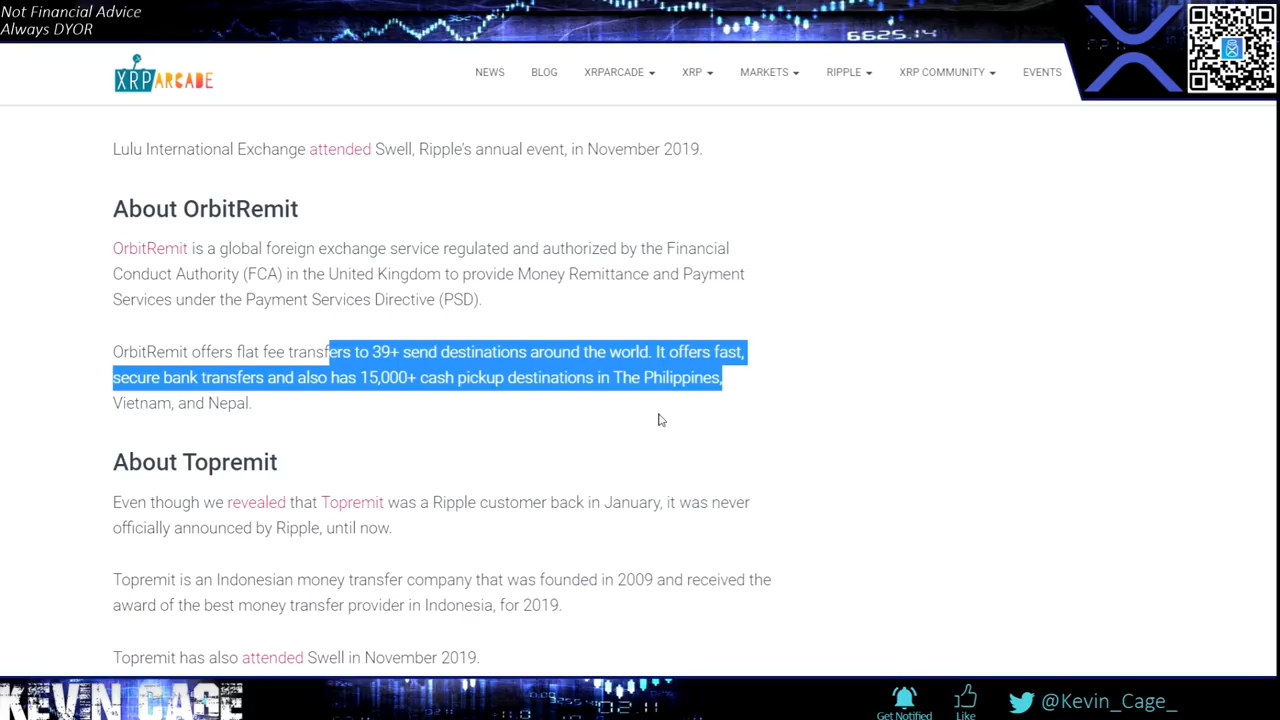 Not Financial Advice
Always DYOR
6625.14
XRPARCADE
NEWS BLOG XRPARCADE XRP MARKETS RIPPLE XRP COMMUNITY EVENTS
Lulu International Exchange attended Swell, Ripple's annual event, in November 2019.
About OrbitRemit
OrbitRemit is a global foreign exchange service regulated and authorized by the Financial
Conduct Authority (FCA) in the United Kingdom to provide Money Remittance and Payment
Services under the Payment Services Directive (PSD).
OrbitRemit offers flat fee transfers to 39+ send destinations around the world. It offers fast,
secure bank transfers and also has 15,000+ cash pickup destinations in The Philippines,
Vietnam, and Nepal.
About Topremit
Even though we revealed that Topremit was a Ripple customer back in January, it was never
officially announced by Ripple, until now.
Topremit is an Indonesian money transfer company that was founded in 2009 and received the
award of the best money transfer provider in Indonesia, for 2019.
Topremit has also attended Swell in November 2019.
KEVIN CAGE
Get Notified
Like
@Kevin_Cage_